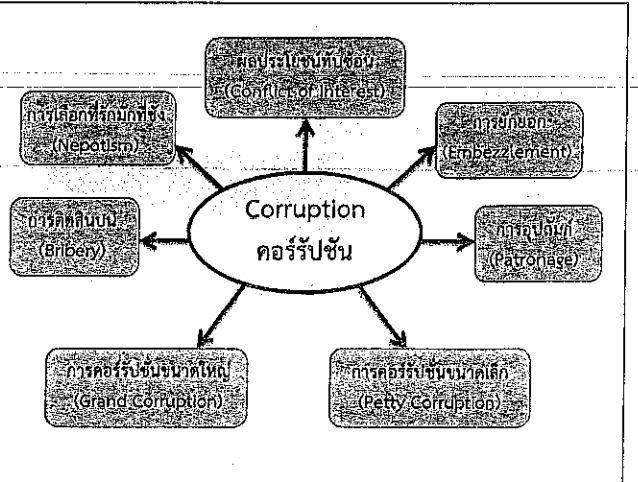 ผลประโยชน์ทับซ้อน
(Conflict of Interest)
การเลือกที่รักมักที่ชัง
(Nepotism)
การยักยอก
(Embezzlement)
Corruption
คอร์รัปชัน
การติดสินบน
(Bribery)
การอุปถัมภ์
(Patronage)
การคอร์รัปชันขนาดใหญ่
(Grand Corruption)
การคอร์รัปชันขนาดเล็ก
(Petty Corruption)